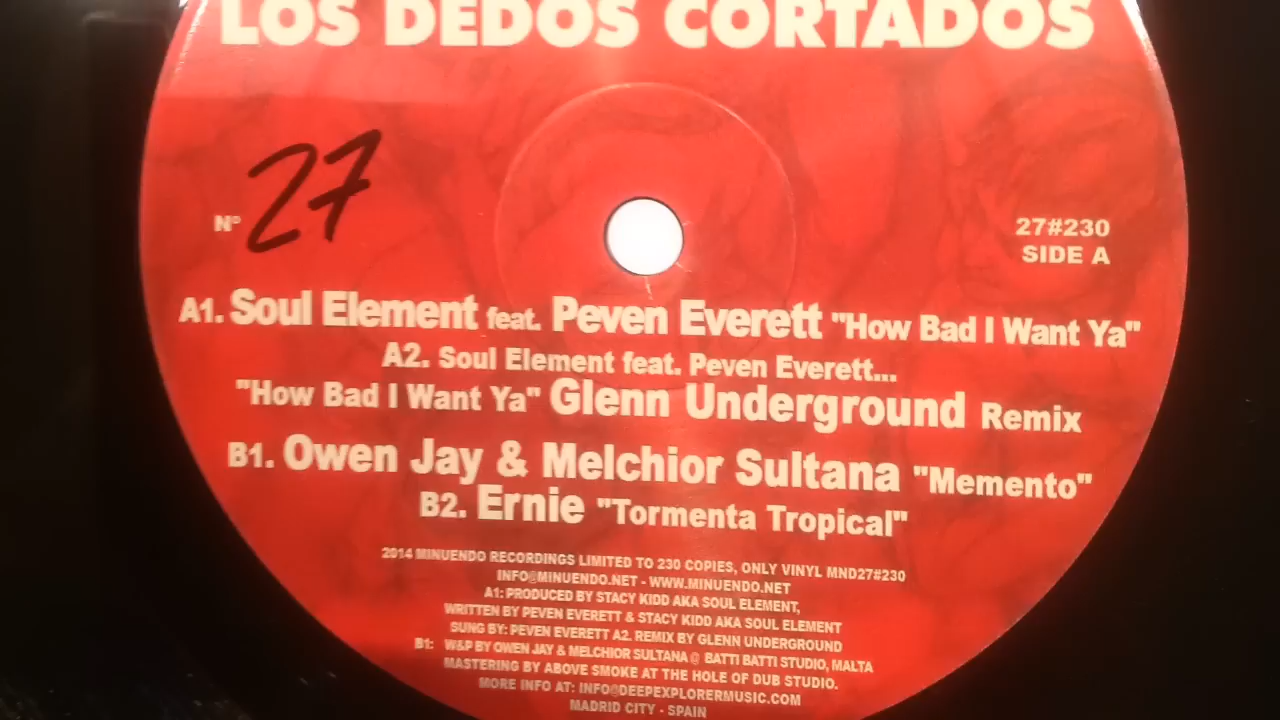 LOS DEDOS CORTADOS
Nº 27
27#230
SIDE A
A1. Soul Element feat. Peven Everett "How Bad I Want Ya"
A2. Soul Element feat. Peven Everett...
"How Bad I Want Ya" Glenn Underground Remix
B1. Owen Jay & Melchior Sultana "Memento"
B2. Ernie "Tormenta Tropical"
2014 MINUENDO RECORDINGS LIMITED TO 230 COPIES, ONLY VINYL MND27#230
INFO@MINUENDO.NET - WWW.MINUENDO.NET
A1: PRODUCED BY STACY KIDD AKA SOUL ELEMENT,
WRITTEN BY PEVEN EVERETT & STACY KIDD AKA SOUL ELEMENT
SUNG BY: PEVEN EVERETT A2. REMIX BY GLENN UNDERGROUND
B1: W&P BY OWEN JAY & MELCHIOR SULTANA @ BATTI BATTI STUDIO, MALTA
MASTERING BY ABOVE SMOKE AT THE HOLE OF DUB STUDIO.
MORE INFO AT: INFO@DEEPEXPLORERMUSIC.COM
MADRID CITY - SPAIN